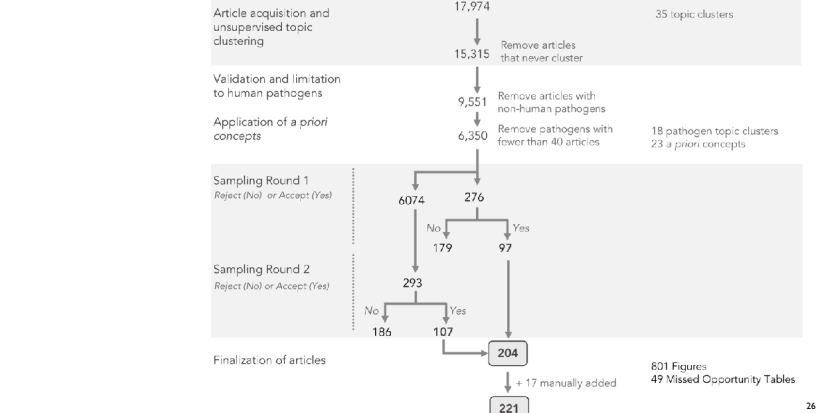 Article acquisition and
unsupervised topic
clustering
17,974
35 topic clusters
15,315
Remove articles
that never cluster
Validation and limitation
to human pathogens
9,551
Remove articles with
non-human pathogens
Application of a priori
concepts
6,350
Remove pathogens with
fewer than 40 articles
18 pathogen topic clusters
23 a priori concepts
Sampling Round 1
Reject (No) or Accept (Yes)
6074
276
No
Yes
179
97
Sampling Round 2
Reject (No) or Accept (Yes)
293
No
Yes
186
107
204
Finalization of articles
801 Figures
49 Missed Opportunity Tables
+ 17 manually added
221
26